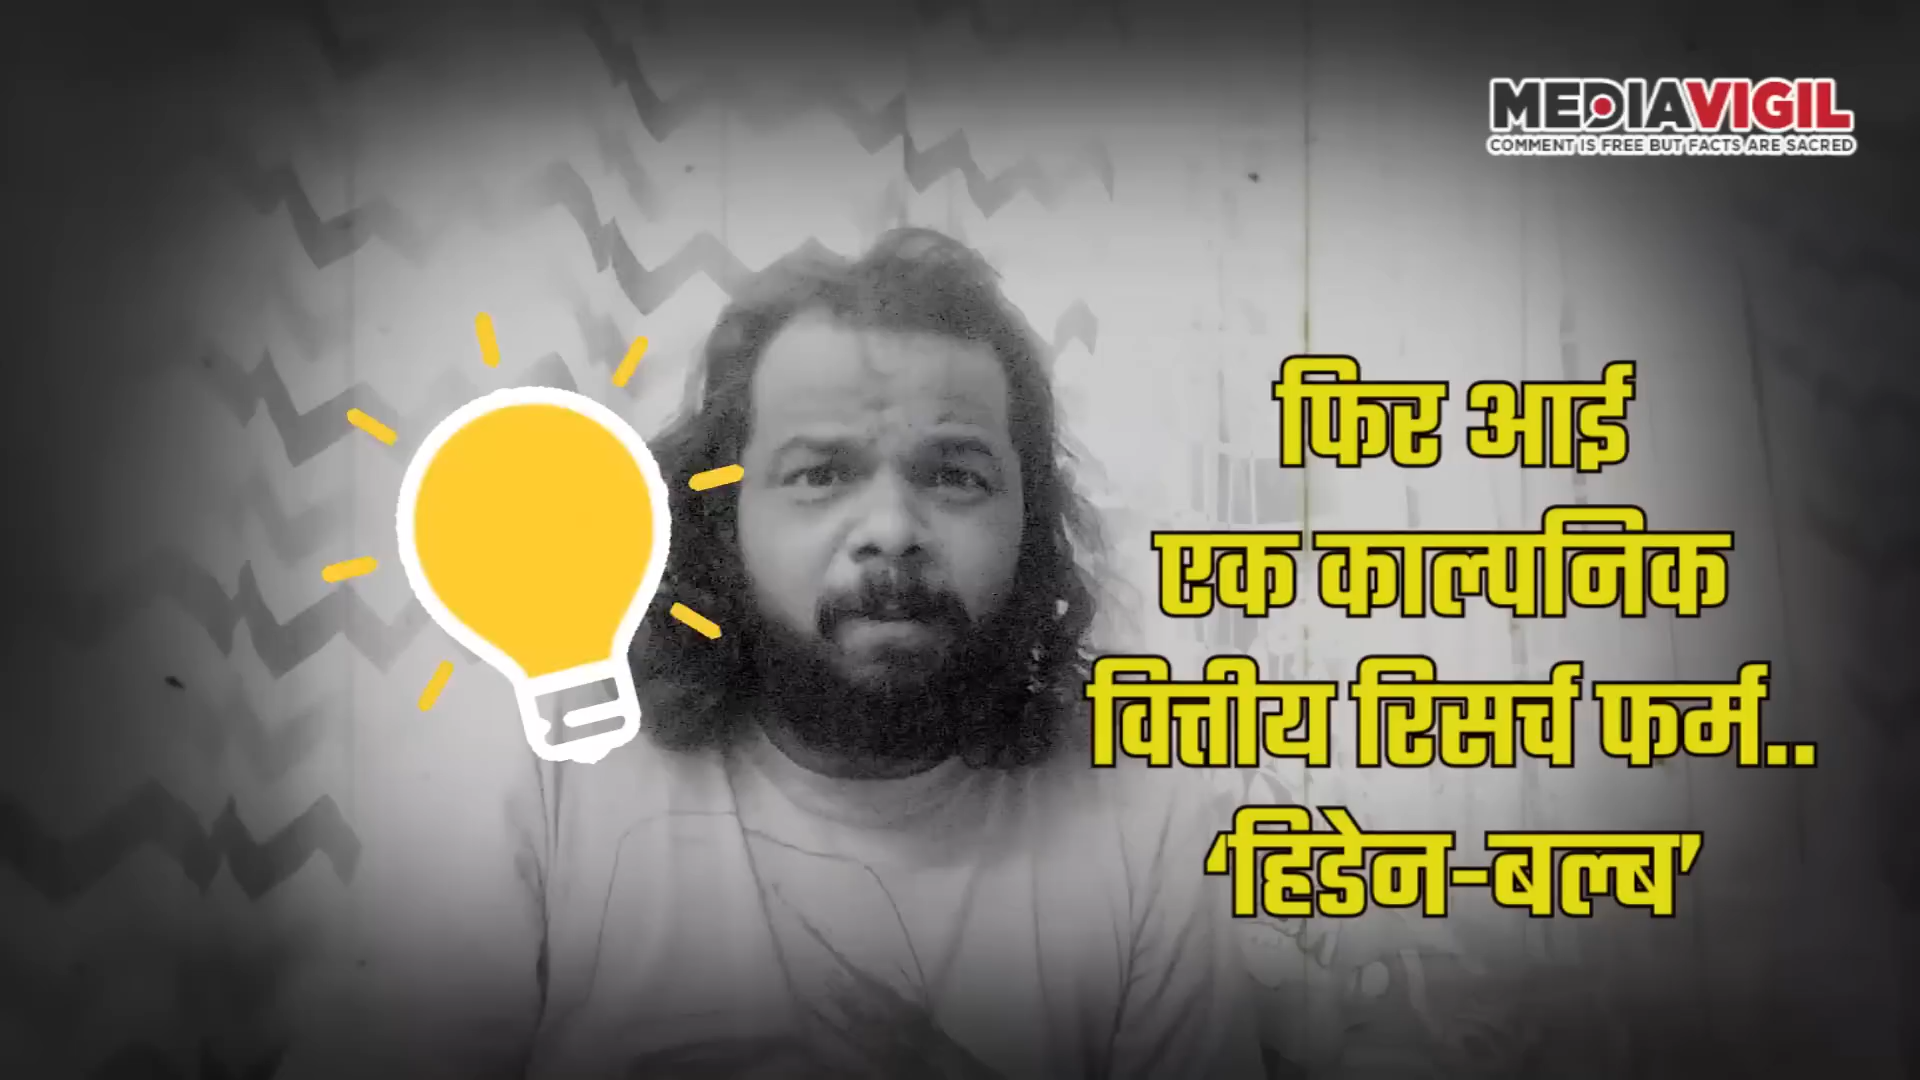 MEDIAVIGIL
COMMENT IS FREE BUT FACTS ARE SACRED
फिर आई
एक काल्पनिक
वित्तीय रिसर्च फर्म..
‘हिडेन-बल्ब’